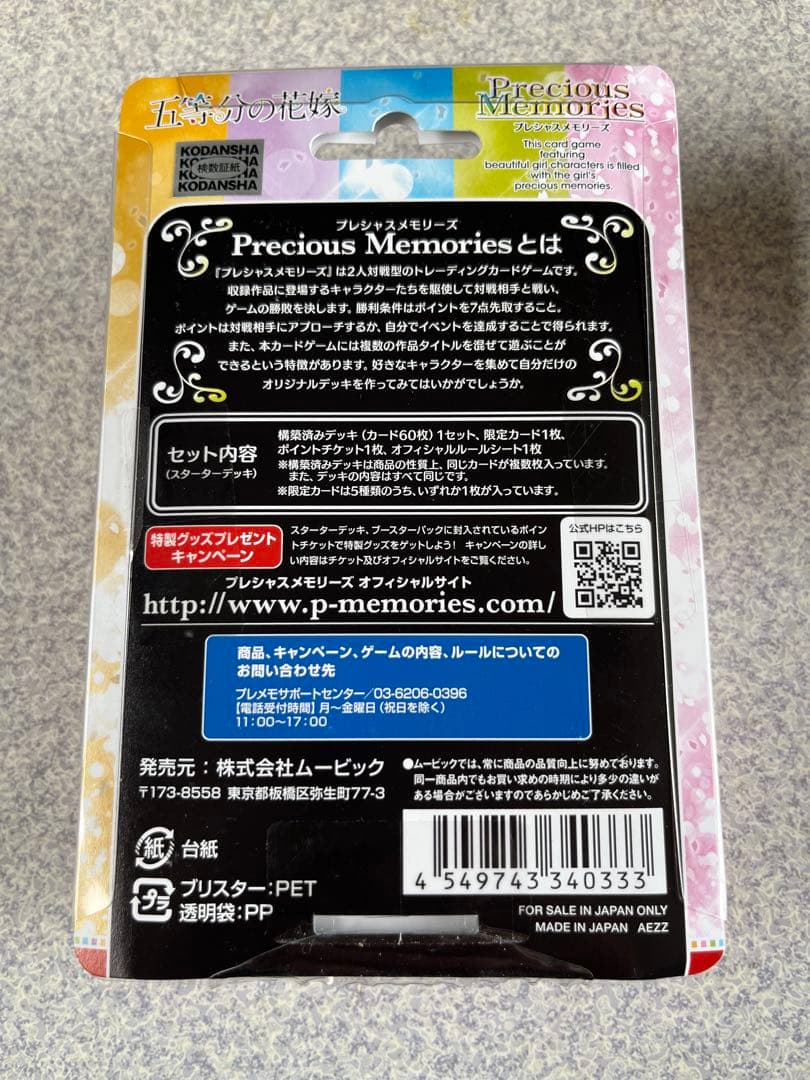 五等分の花嫁
Precious
Memories
プレシャスメモリーズ
This card game
featuring
beautiful girl characters is filled
with the girl's
precious memories.
KODANSHA
KODANSHA
検数証紙
KODANSHA
KODANSHA
プレシャスメモリーズ
Precious Memoriesとは
『プレシャスメモリーズ』は2人対戦型のトレーディングカードゲームです。
収録作品に登場するキャラクターたちを駆使して対戦相手と戦い、
ゲームの勝敗を決します。勝利条件はポイントを7点先取すること。
ポイントは対戦相手にアプローチするか、自分でイベントを達成することで得られます。
また、本カードゲームには複数の作品タイトルを混ぜて遊ぶことが
できるという特徴があります。好きなキャラクターを集めて自分だけの
オリジナルデッキを作ってみてはいかがでしょうか。
セット内容
(スターターデッキ)
構築済みデッキ(カード60枚)1セット、限定カード1枚、
ポイントチケット1枚、オフィシャルルールシート1枚
※構築済みデッキは商品の性質上、同じカードが複数枚入っています。
また、デッキの内容はすべて同じです。
※限定カードは5種類のうち、いずれか1枚が入っています。
特製グッズプレゼント
キャンペーン
スターターデッキ、ブースターパックに封入されているポイン
トチケットで特製グッズをゲットしよう! キャンペーンの詳し
い内容はチケット及びオフィシャルサイトをご覧ください。
公式HPはこちら
プレシャスメモリーズ オフィシャルサイト
http://www.p-memories.com/
商品、キャンペーン、ゲームの内容、ルールについての
お問い合わせ先
プレメモサポートセンター/03-6206-0396
【電話受付時間】月~金曜日(祝日を除く)
11:00~17:00
発売元:株式会社ムービック
〒173-8558 東京都板橋区弥生町77-3
●ムービックでは、常に商品の品質向上に努めております。
同一商品内でもお買い求めの時期により多少の違いが
ある場合がございますのであらかじめご了承ください。
紙 台紙
プラ ブリスター:PET
透明袋:PP
4 549743 340333
FOR SALE IN JAPAN ONLY
MADE IN JAPAN AEZZ